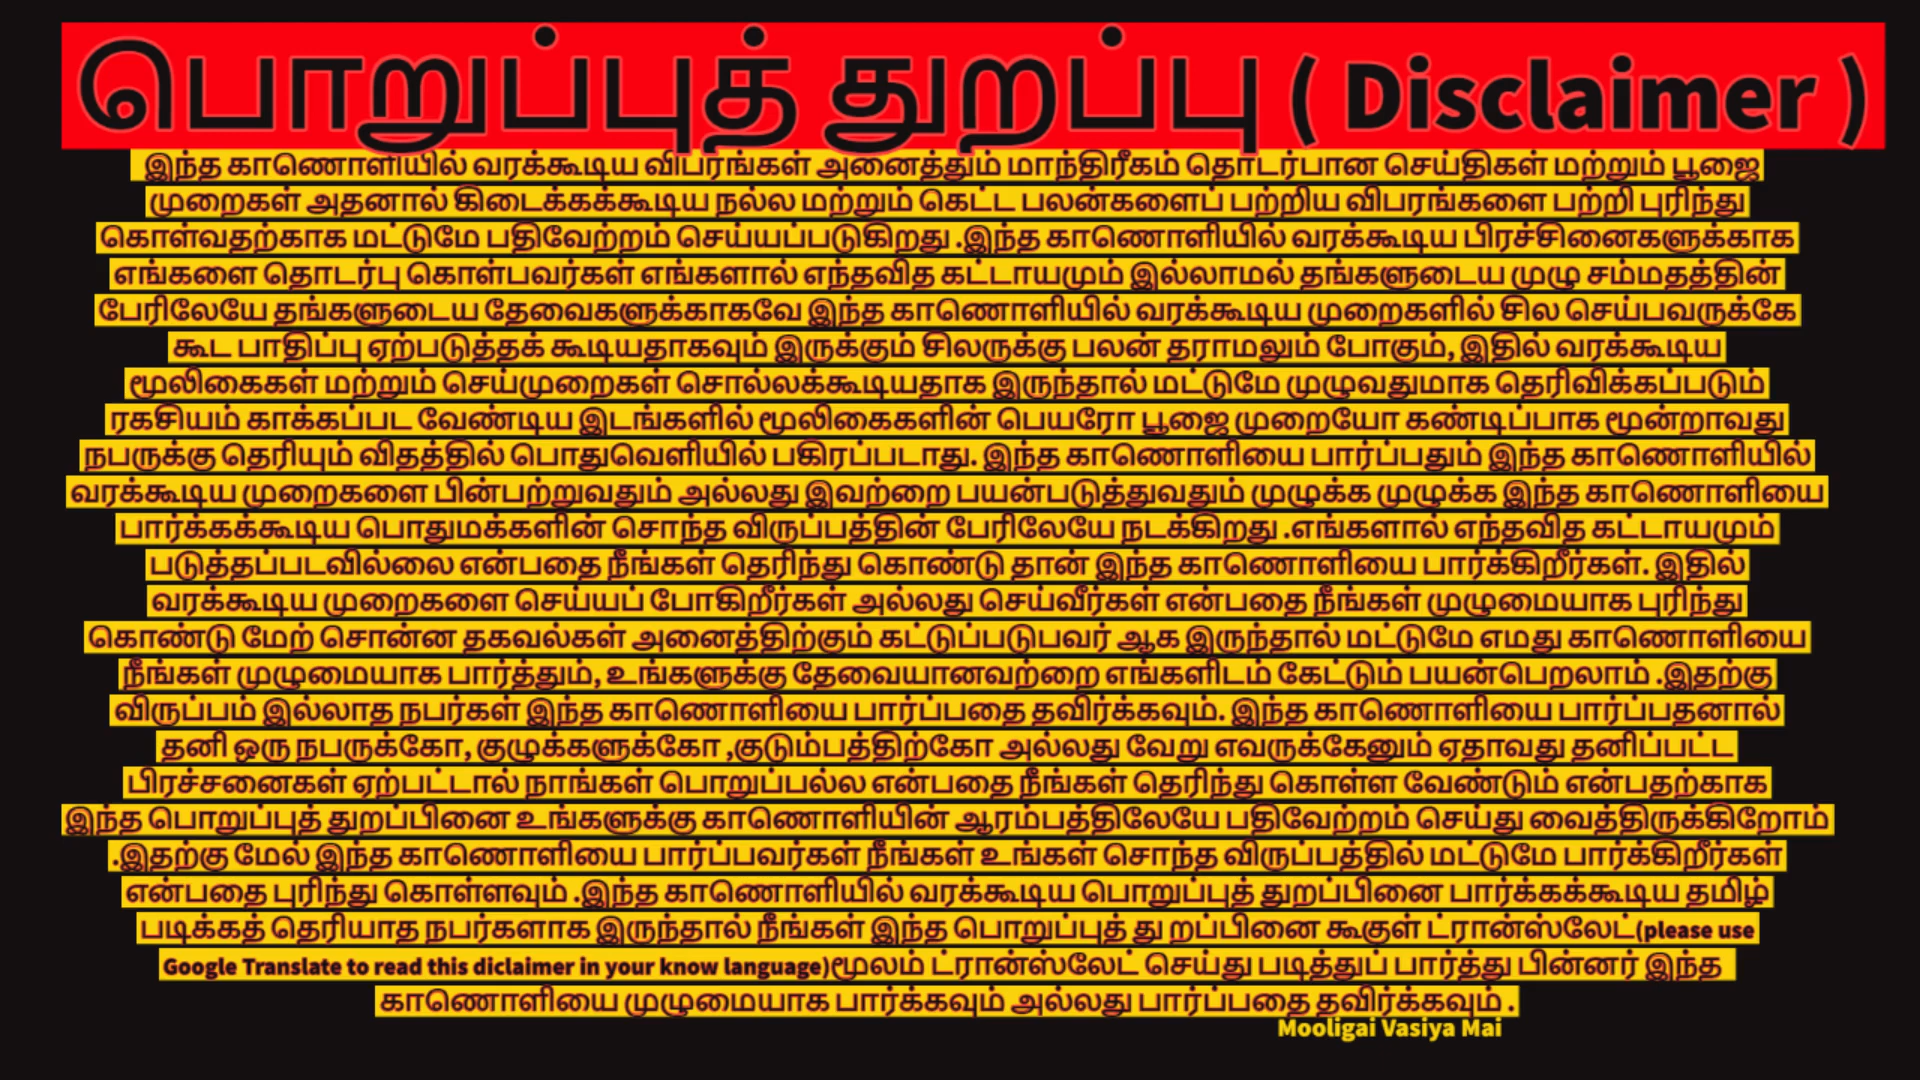 பொறுப்புத் துறப்பு ( Disclaimer )
இந்த காணொளியில் வரக்கூடிய விபரங்கள் அனைத்தும் மாந்திரீகம் தொடர்பான செய்திகள் மற்றும் பூஜை
முறைகள் அதனால் கிடைக்கக்கூடிய நல்ல மற்றும் கெட்ட பலன்களைப் பற்றிய விபரங்களை பற்றி புரிந்து
கொள்வதற்காக மட்டுமே பதிவேற்றம் செய்யப்படுகிறது .இந்த காணொளியில் வரக்கூடிய பிரச்சினைகளுக்காக
எங்களை தொடர்பு கொள்பவர்கள் எங்களால் எந்தவித கட்டாயமும் இல்லாமல் தங்களுடைய முழு சம்மதத்தின்
பேரிலேயே தங்களுடைய தேவைகளுக்காகவே இந்த காணொளியில் வரக்கூடிய முறைகளில் சில செய்பவருக்கே
கூட பாதிப்பு ஏற்படுத்தக் கூடியதாகவும் இருக்கும் சிலருக்கு பலன் தராமலும் போகும், இதில் வரக்கூடிய
மூலிகைகள் மற்றும் செய்முறைகள் சொல்லக்கூடியதாக இருந்தால் மட்டுமே முழுவதுமாக தெரிவிக்கப்படும்
ரகசியம் காக்கப்பட வேண்டிய இடங்களில் மூலிகைகளின் பெயரோ பூஜை முறையோ கண்டிப்பாக மூன்றாவது
நபருக்கு தெரியும் விதத்தில் பொதுவெளியில் பகிரப்படாது. இந்த காணொளியை பார்ப்பதும் இந்த காணொளியில்
வரக்கூடிய முறைகளை பின்பற்றுவதும் அல்லது இவற்றை பயன்படுத்துவதும் முழுக்க முழுக்க இந்த காணொளியை
பார்க்கக்கூடிய பொதுமக்களின் சொந்த விருப்பத்தின் பேரிலேயே நடக்கிறது .எங்களால் எந்தவித கட்டாயமும்
படுத்தப்படவில்லை என்பதை நீங்கள் தெரிந்து கொண்டு தான் இந்த காணொளியை பார்க்கிறீர்கள். இதில்
வரக்கூடிய முறைகளை செய்யப் போகிறீர்கள் அல்லது செய்வீர்கள் என்பதை நீங்கள் முழுமையாக புரிந்து
கொண்டு மேற் சொன்ன தகவல்கள் அனைத்திற்கும் கட்டுப்படுபவர் ஆக இருந்தால் மட்டுமே எமது காணொளியை
நீங்கள் முழுமையாக பார்த்தும், உங்களுக்கு தேவையானவற்றை எங்களிடம் கேட்டும் பயன்பெறலாம் .இதற்கு
விருப்பம் இல்லாத நபர்கள் இந்த காணொளியை பார்ப்பதை தவிர்க்கவும். இந்த காணொளியை பார்ப்பதனால்
தனி ஒரு நபருக்கோ, குழுக்களுக்கோ ,குடும்பத்திற்கோ அல்லது வேறு எவருக்கேனும் ஏதாவது தனிப்பட்ட
பிரச்சனைகள் ஏற்பட்டால் நாங்கள் பொறுப்பல்ல என்பதை நீங்கள் தெரிந்து கொள்ள வேண்டும் என்பதற்காக
இந்த பொறுப்புத் துறப்பினை உங்களுக்கு காணொளியின் ஆரம்பத்திலேயே பதிவேற்றம் செய்து வைத்திருக்கிறோம்
.இதற்கு மேல் இந்த காணொளியை பார்ப்பவர்கள் நீங்கள் உங்கள் சொந்த விருப்பத்தில் மட்டுமே பார்க்கிறீர்கள்
என்பதை புரிந்து கொள்ளவும் .இந்த காணொளியில் வரக்கூடிய பொறுப்புத் துறப்பினை பார்க்கக்கூடிய தமிழ்
படிக்கத் தெரியாத நபர்களாக இருந்தால் நீங்கள் இந்த பொறுப்புத் து றப்பினை கூகுள் ட்ரான்ஸ்லேட்(please use
Google Translate to read this diclaimer in your know language)மூலம் ட்ரான்ஸ்லேட் செய்து படித்துப் பார்த்து பின்னர் இந்த
காணொளியை முழுமையாக பார்க்கவும் அல்லது பார்ப்பதை தவிர்க்கவும் .
Mooligai Vasiya Mai